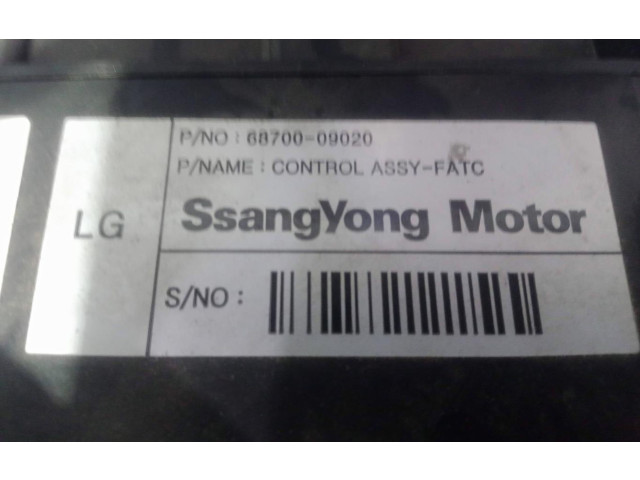 P/NO : 68700-09020
P/NAME : CONTROL ASSY-FATC
LG
SsangYong Motor
S/NO :